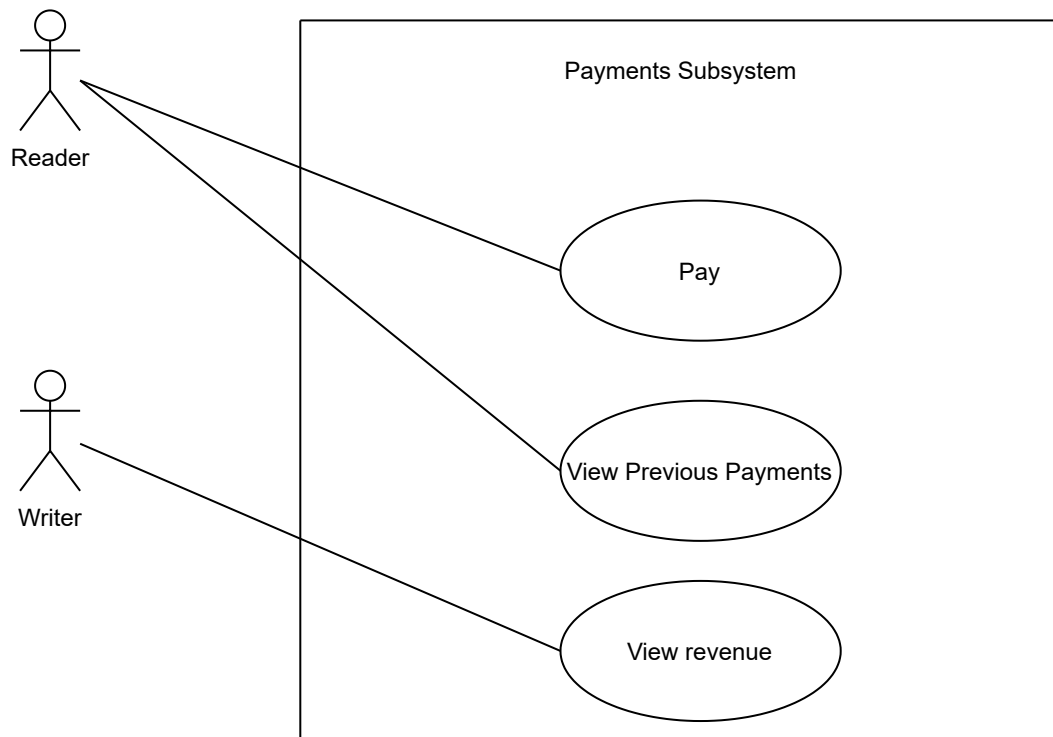 Payments Subsystem
Reader
Pay
View Previous Payments
Writer
View revenue